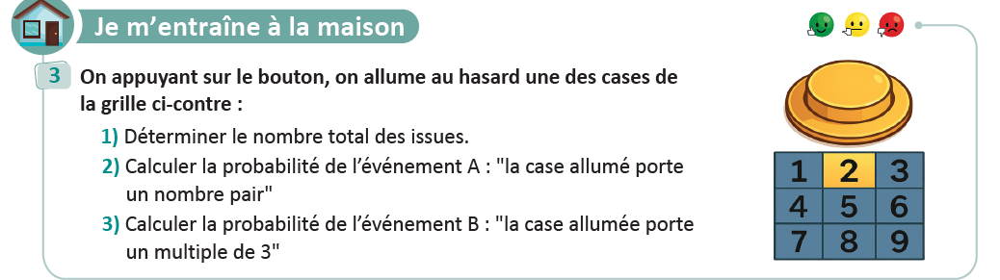 Je m’entraîne à la maison
3 On appuyant sur le bouton, on allume au hasard une des cases de
la grille ci-contre :
1) Déterminer le nombre total des issues.
2) Calculer la probabilité de l’événement A : "la case allumé porte
un nombre pair"
3) Calculer la probabilité de l’événement B : "la case allumée porte
un multiple de 3"
1 2 3
4 5 6
7 8 9